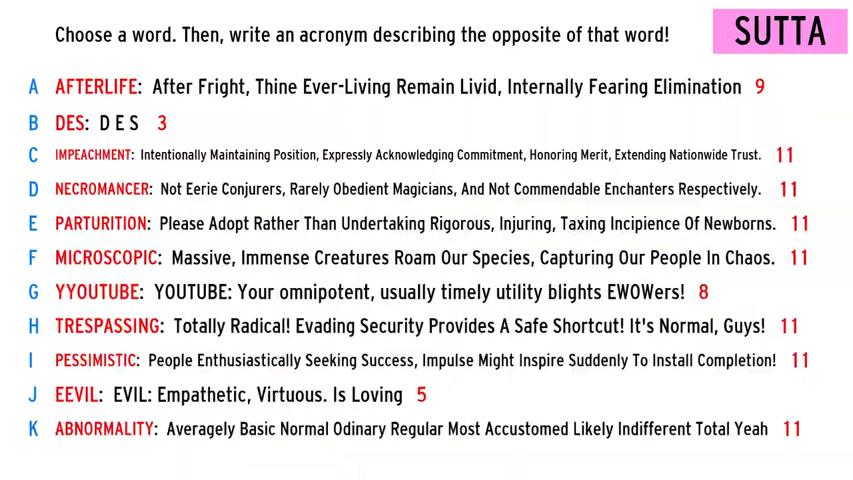 Choose a word. Then, write an acronym describing the opposite of that word! SUTTA
A AFTERLIFE: After Fright, Thine Ever-Living Remain Livid, Internally Fearing Elimination 9
B DES: D E S 3
C IMPEACHMENT: Intentionally Maintaining Position, Expressly Acknowledging Commitment, Honoring Merit, Extending Nationwide Trust. 11
D NECROMANCER: Not Eerie Conjurers, Rarely Obedient Magicians, And Not Commendable Enchanters Respectively. 11
E PARTURITION: Please Adopt Rather Than Undertaking Rigorous, Injuring, Taxing Incipience Of Newborns. 11
F MICROSCOPIC: Massive, Immense Creatures Roam Our Species, Capturing Our People In Chaos. 11
G YYOUTUBE: YOUTUBE: Your omnipotent, usually timely utility blights EWOWers! 8
H TRESPASSING: Totally Radical! Evading Security Provides A Safe Shortcut! It's Normal, Guys! 11
I PESSIMISTIC: People Enthusiastically Seeking Success, Impulse Might Inspire Suddenly To Install Completion! 11
J EEVIL: EVIL: Empathetic, Virtuous. Is Loving 5
K ABNORMALITY: Averagely Basic Normal Odinary Regular Most Accustomed Likely Indifferent Total Yeah 11